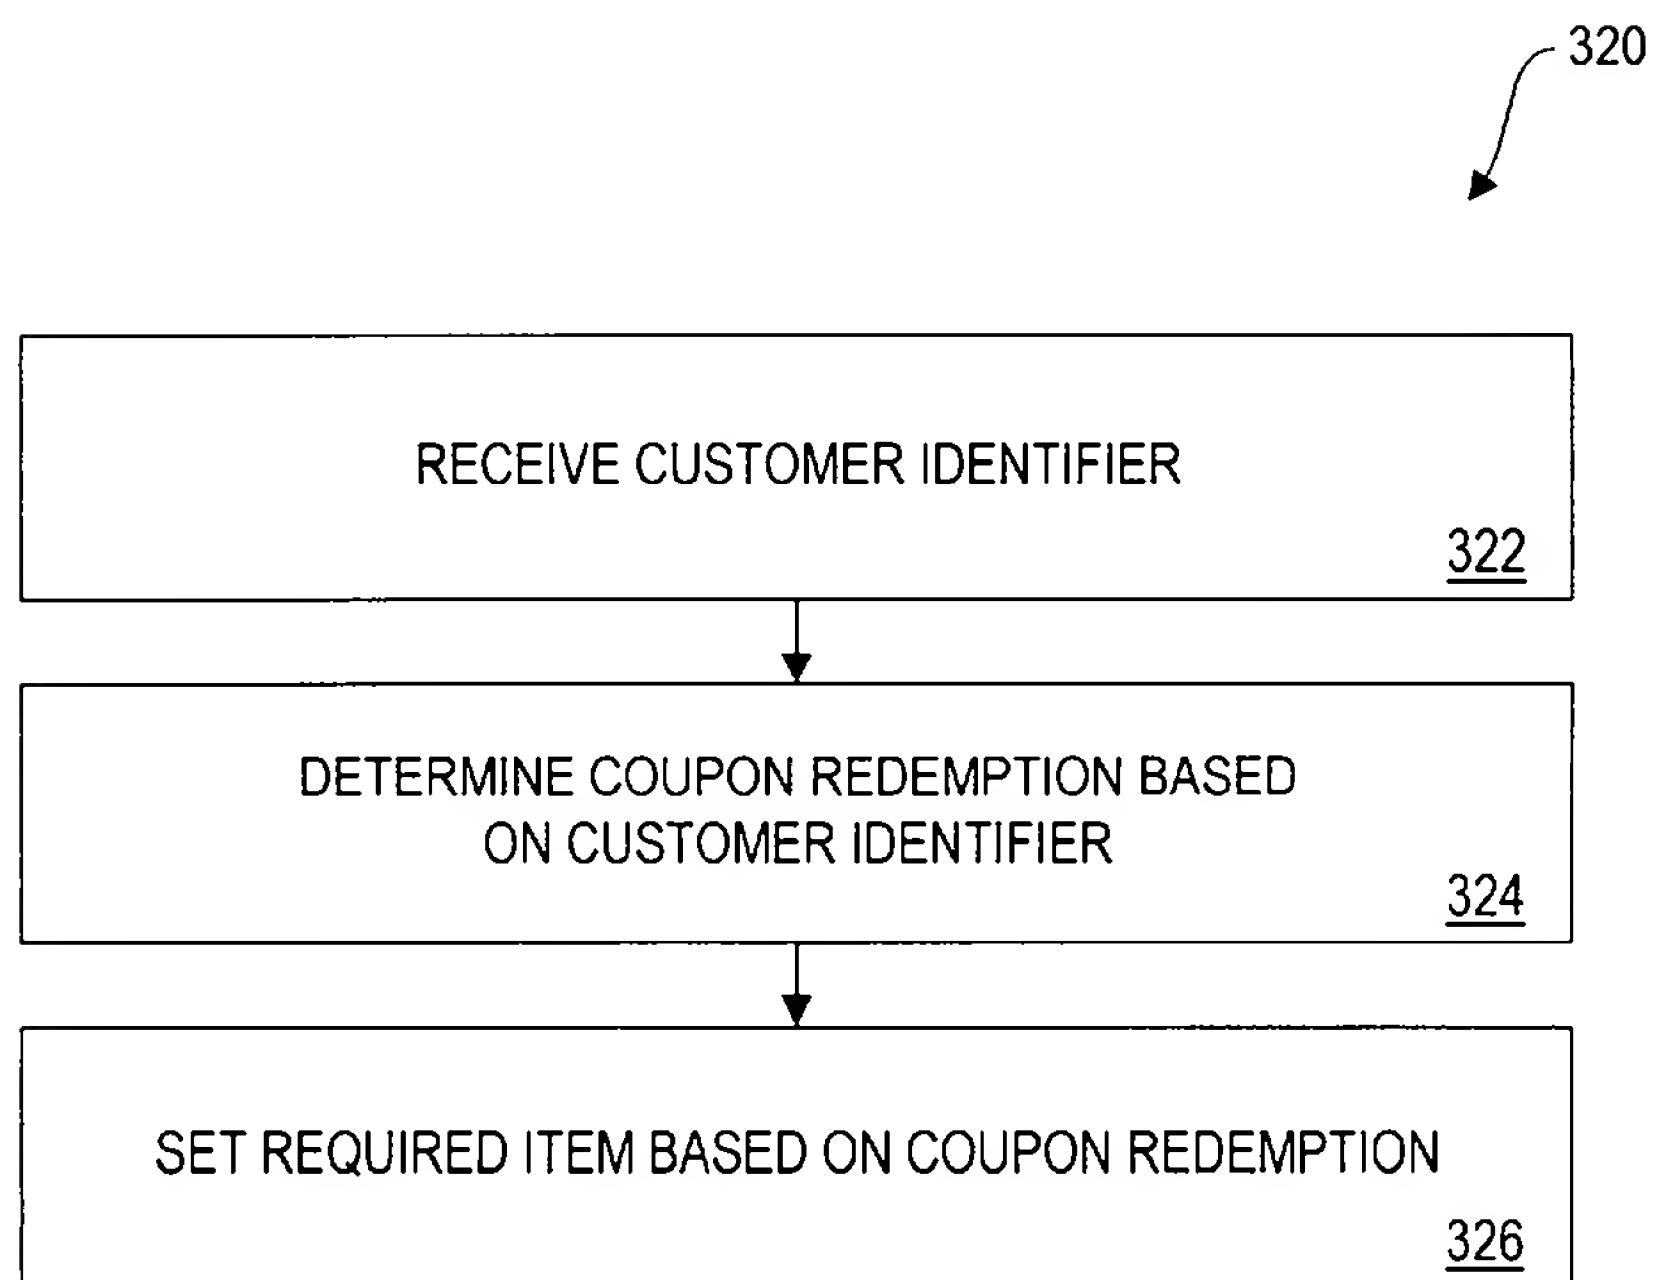 320
RECEIVE CUSTOMER IDENTIFIER
322
DETERMINE COUPON REDEMPTION BASED
ON CUSTOMER IDENTIFIER
324
SET REQUIRED ITEM BASED ON COUPON REDEMPTION
326